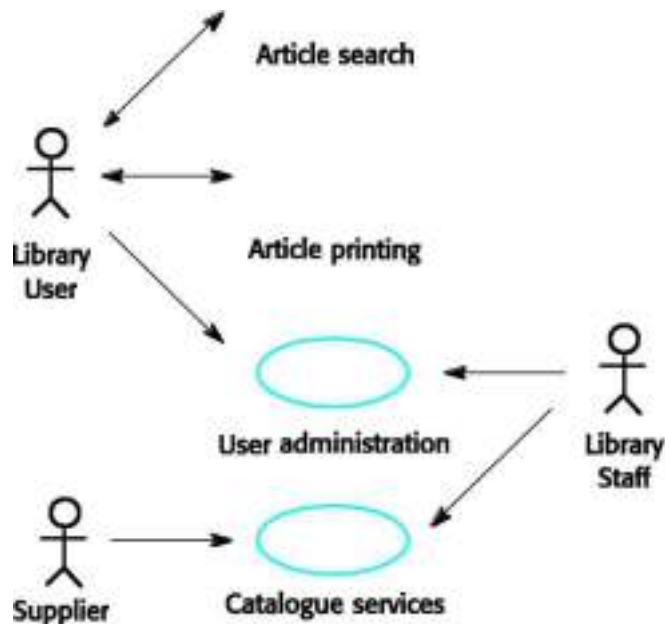 Article search
Library
User
Article printing
User administration
Library
Staff
Supplier
Catalogue services